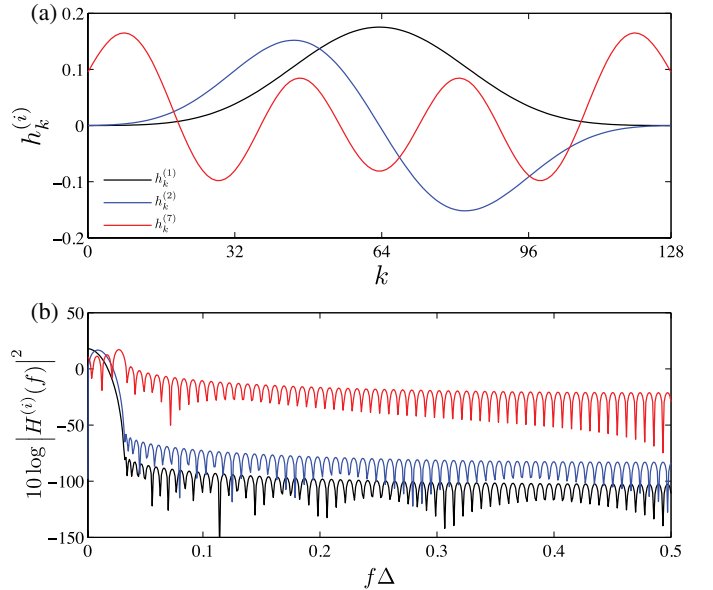 (a)
0.2
0.1
0
−0.1
−0.2
h_k^{(i)}
h_k^{(1)}
h_k^{(2)}
h_k^{(7)}
0 32 64 96 128
k
(b)
50
0
−50
−100
−150
10 log|H^{(i)}(f)|^2
0 0.1 0.2 0.3 0.4 0.5
fΔ